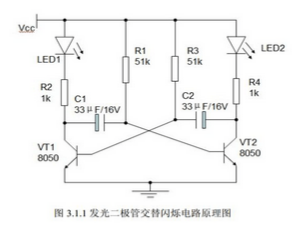 Vcc
LED1
R1
51k
R3
51k
LED2
R2
1k
C1
33μF/16V
C2
33μF/16V
R4
1k
VT1
8050
VT2
8050
图 3.1.1 发光二极管交替闪烁电路原理图